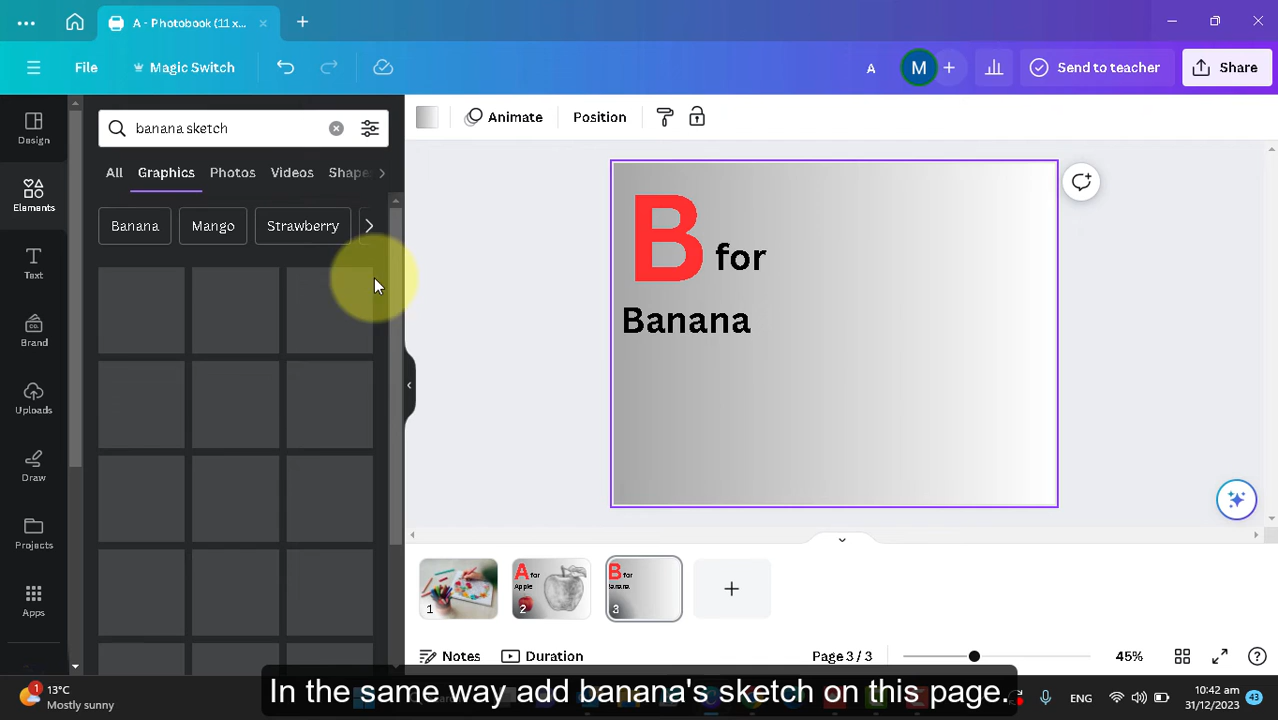 A - Photobook (11 x...
File
Magic Switch
A
M
Send to teacher
Share
Design
Elements
Text
Brand
Uploads
Draw
Projects
Apps
banana sketch
All
Graphics
Photos
Videos
Shape
Banana
Mango
Strawberry
Animate
Position
B for
Banana
1
A for
Apple
2
B for
Banana
3
Notes
Duration
Page 3 / 3
45%
In the same way add banana's sketch on this page.
1
13°C
Mostly sunny
ENG
10:42 am
31/12/2023
43